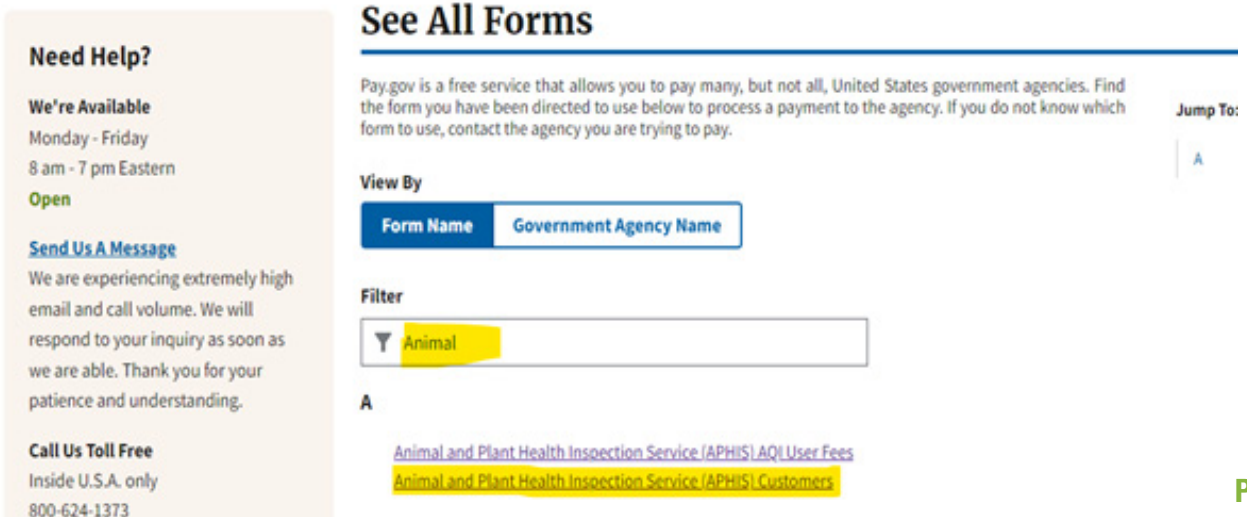 Need Help?
We're Available
Monday - Friday
8 am - 7 pm Eastern
Open
Send Us A Message
We are experiencing extremely high
email and call volume. We will
respond to your inquiry as soon as
we are able. Thank you for your
patience and understanding.
Call Us Toll Free
Inside U.S.A. only
800-624-1373
See All Forms
Pay.gov is a free service that allows you to pay many, but not all, United States government agencies. Find
the form you have been directed to use below to process a payment to the agency. If you do not know which
form to use, contact the agency you are trying to pay.
View By
Form Name
Government Agency Name
Filter
Animal
A
Animal and Plant Health Inspection Service (APHIS) AQI User Fees
Animal and Plant Health Inspection Service (APHIS) Customers
Jump To:
A
P